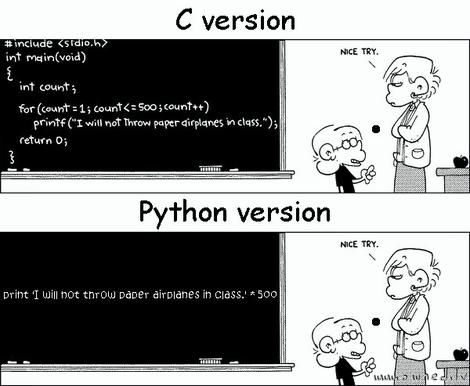 C version
#include <stdio.h>
int main(void)
{
int count;
for(count=1;count<=500;count++)
printf("I will not throw paper airplanes in class.");
return 0;
}
NICE TRY.
Python version
print 'I will not throw paper airplanes in class.' * 500
NICE TRY.